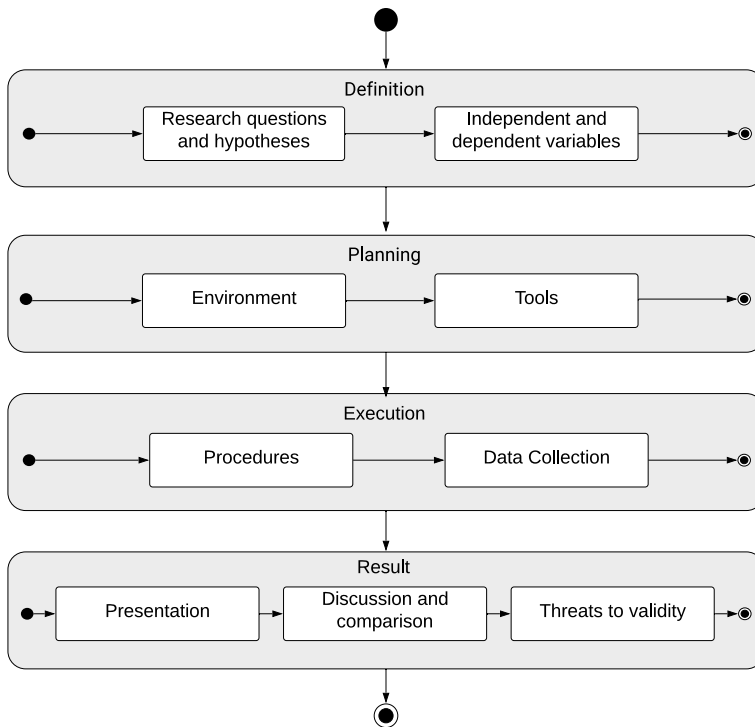 Definition
Research questions
and hypotheses
Independent and
dependent variables
Planning
Environment
Tools
Execution
Procedures
Data Collection
Result
Presentation
Discussion and
comparison
Threats to validity